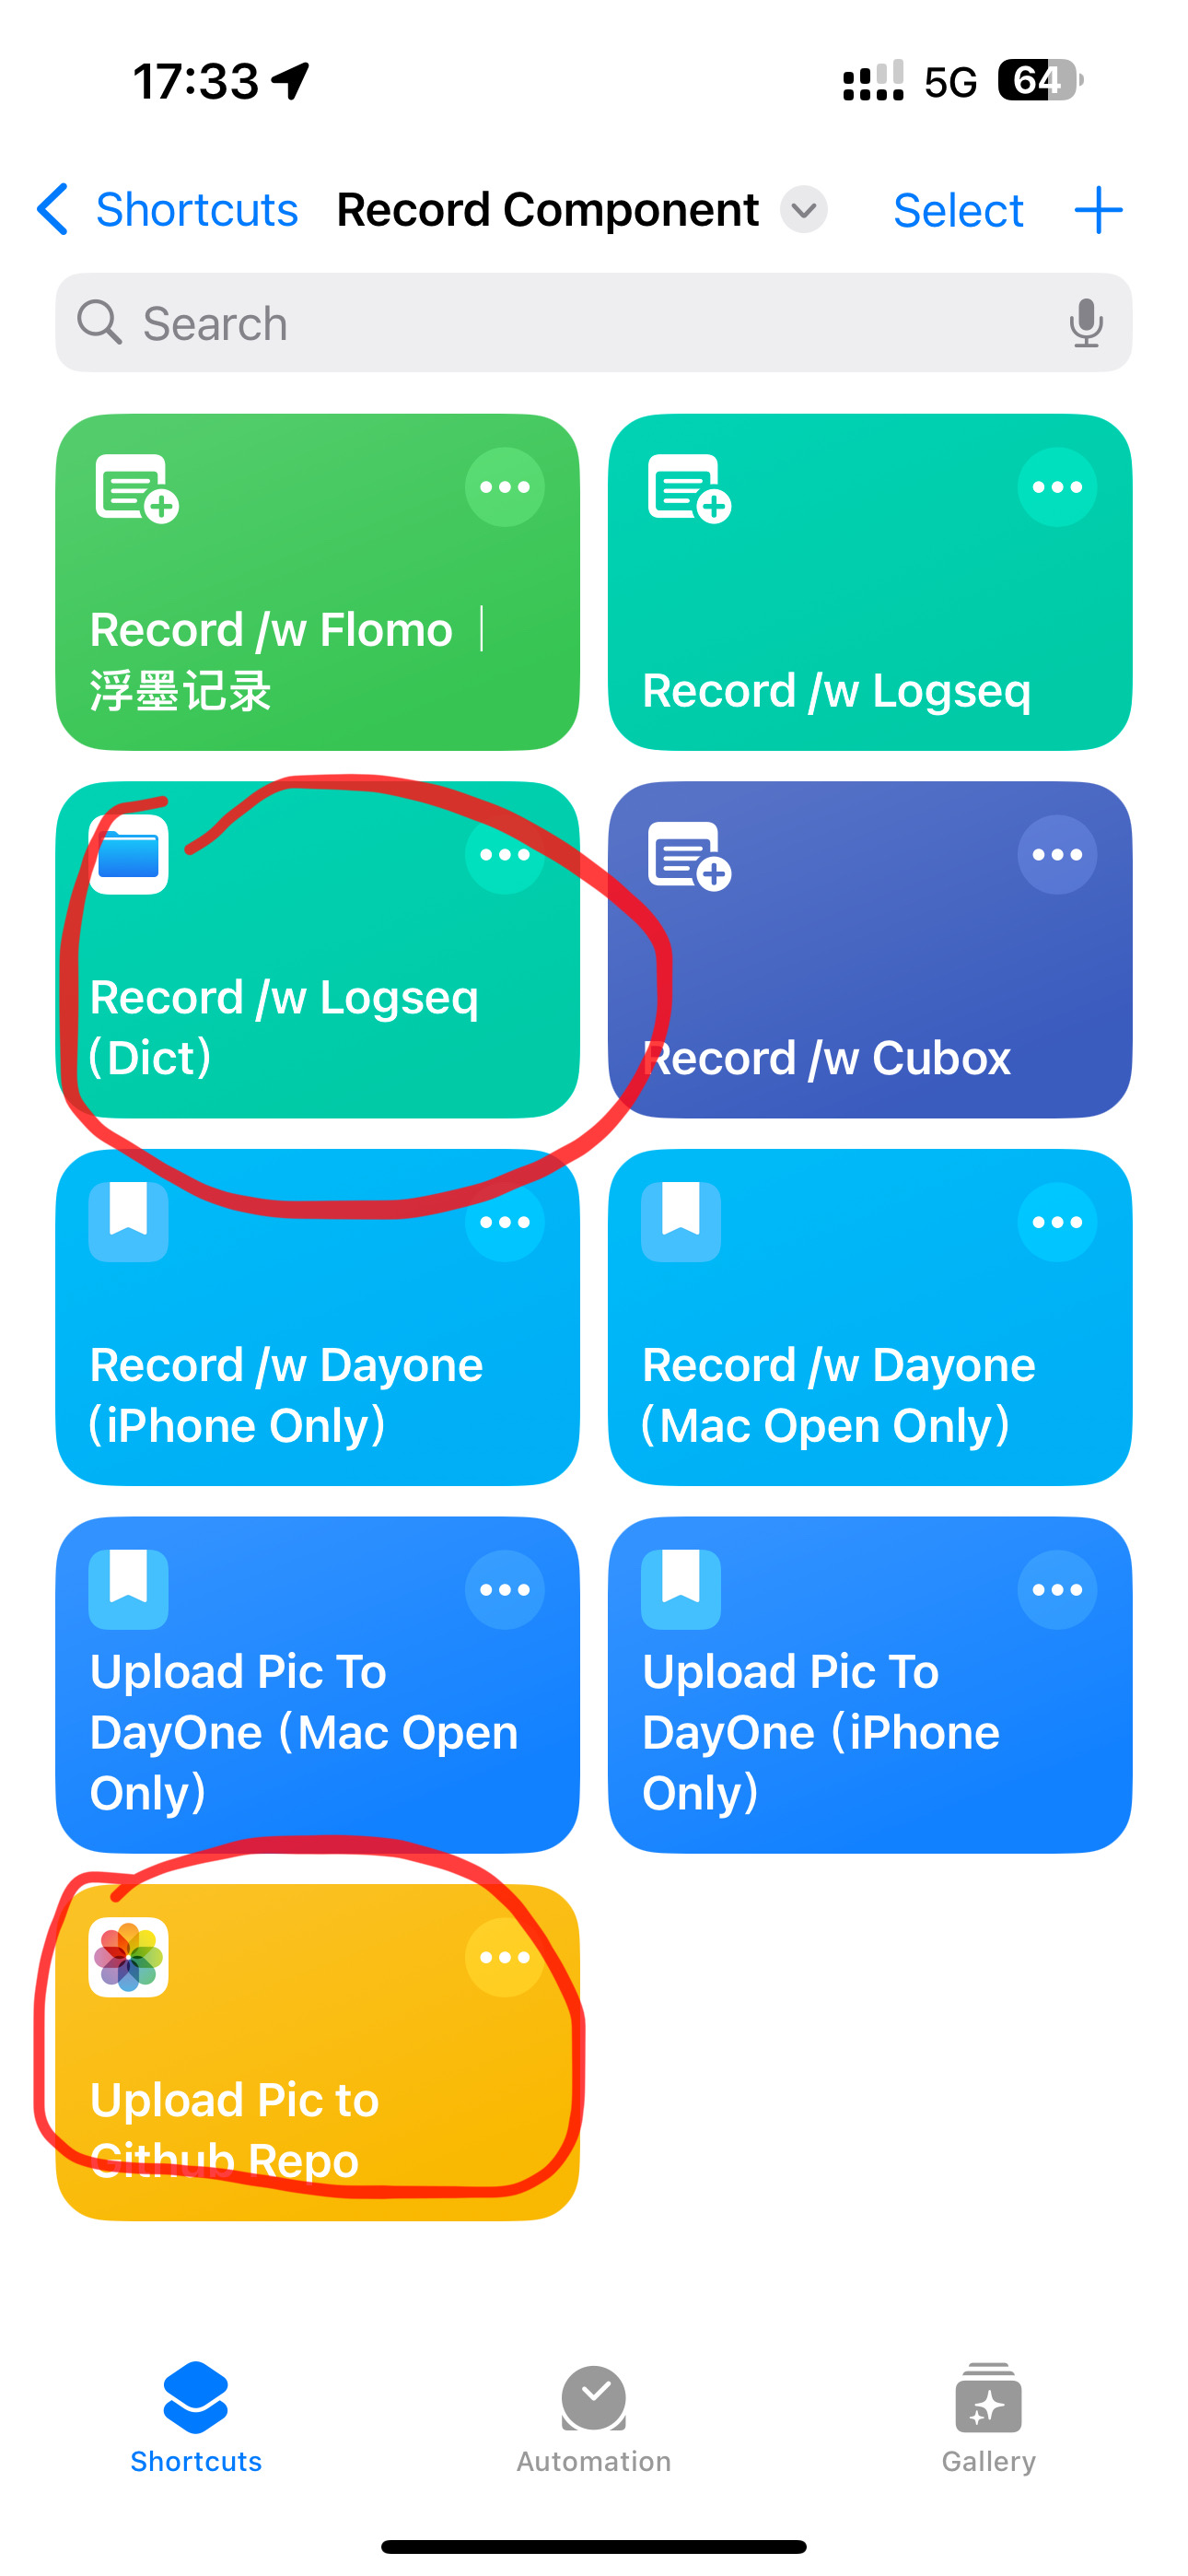 17:33 5G 64
Shortcuts Record Component Select
Search
Record /w Flomo ｜
浮墨记录
Record /w Logseq
Record /w Logseq
（Dict）
Record /w Cubox
Record /w Dayone
（iPhone Only）
Record /w Dayone
（Mac Open Only）
Upload Pic To
DayOne（Mac Open
Only）
Upload Pic To
DayOne（iPhone
Only）
Upload Pic to
Github Repo
Shortcuts Automation Gallery